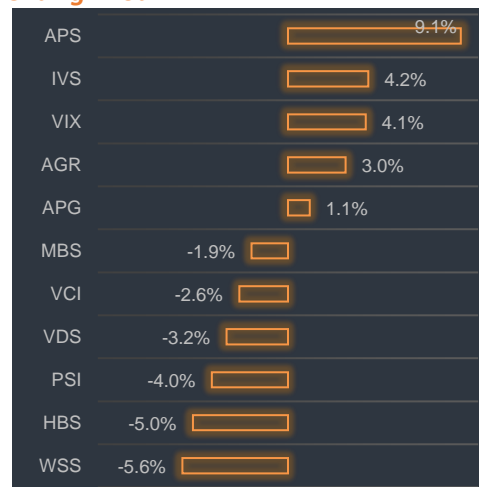 APS 9.1%
IVS 4.2%
VIX 4.1%
AGR 3.0%
APG 1.1%
MBS -1.9%
VCI -2.6%
VDS -3.2%
PSI -4.0%
HBS -5.0%
WSS -5.6%